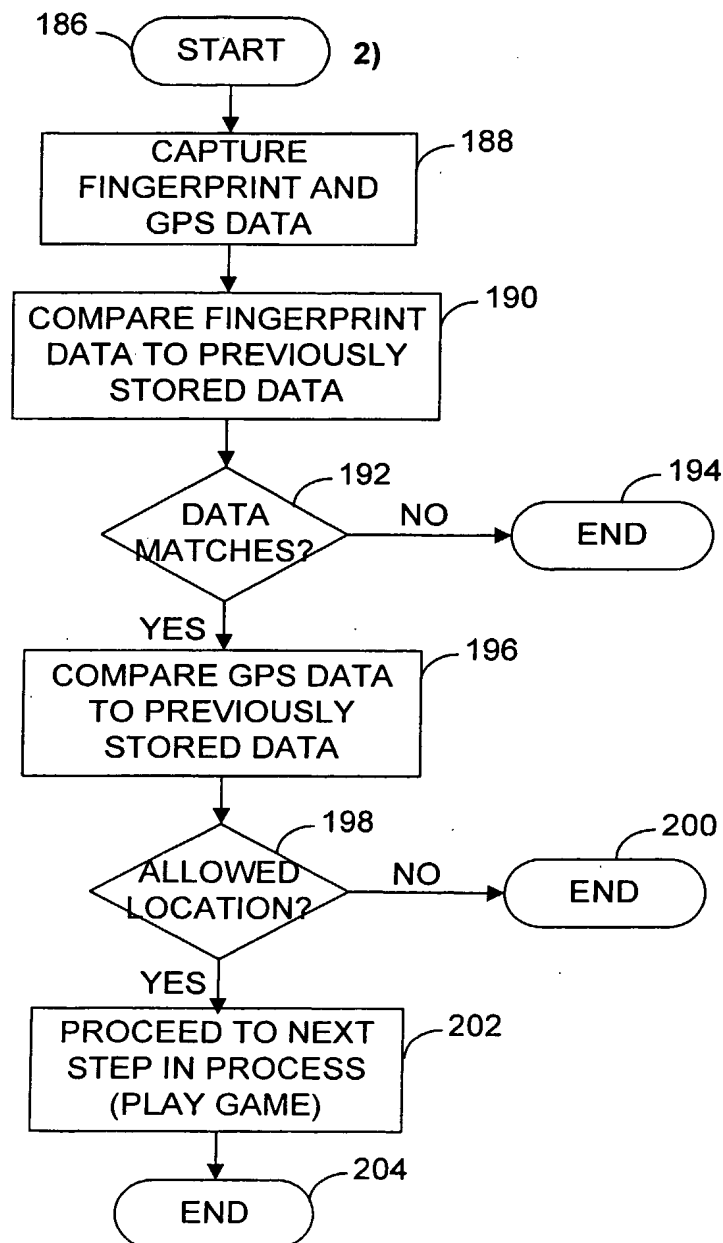 186
START
2)
188
CAPTURE
FINGERPRINT AND
GPS DATA
190
COMPARE FINGERPRINT
DATA TO PREVIOUSLY
STORED DATA
192
DATA
MATCHES?
NO
194
END
YES
196
COMPARE GPS DATA
TO PREVIOUSLY
STORED DATA
198
ALLOWED
LOCATION?
NO
200
END
YES
202
PROCEED TO NEXT
STEP IN PROCESS
(PLAY GAME)
204
END